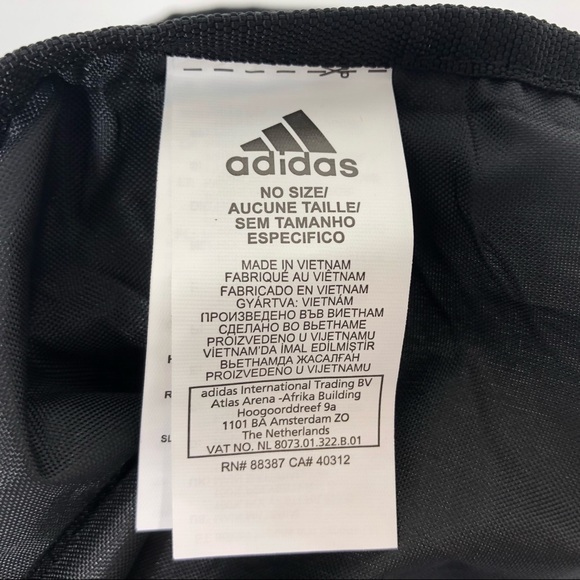 adidas
NO SIZE/
AUCUNE TAILLE/
SEM TAMANHO
ESPECIFICO
MADE IN VIETNAM
FABRIQUÉ AU VIÊTNAM
FABRICADO EN VIETNAM
GYÁRTVA: VIETNÁM
ПРОИЗВЕДЕНО ВЪВ ВИЕТНАМ
СДЕЛАНО ВО ВЬЕТНАМЕ
PROIZVEDENO U VIJETNAMU
VIETNAM'DA İMAL EDİLMİŞTİR
ВЬЕТНАМДА ЖАСАЛҒАН
PROIZVEDENO U VIJETNAMU
adidas International Trading BV
Atlas Arena -Afrika Building
Hoogoorddreef 9a
1101 BA Amsterdam ZO
The Netherlands
VAT NO. NL 8073.01.322.B.01
RN# 88387 CA# 40312